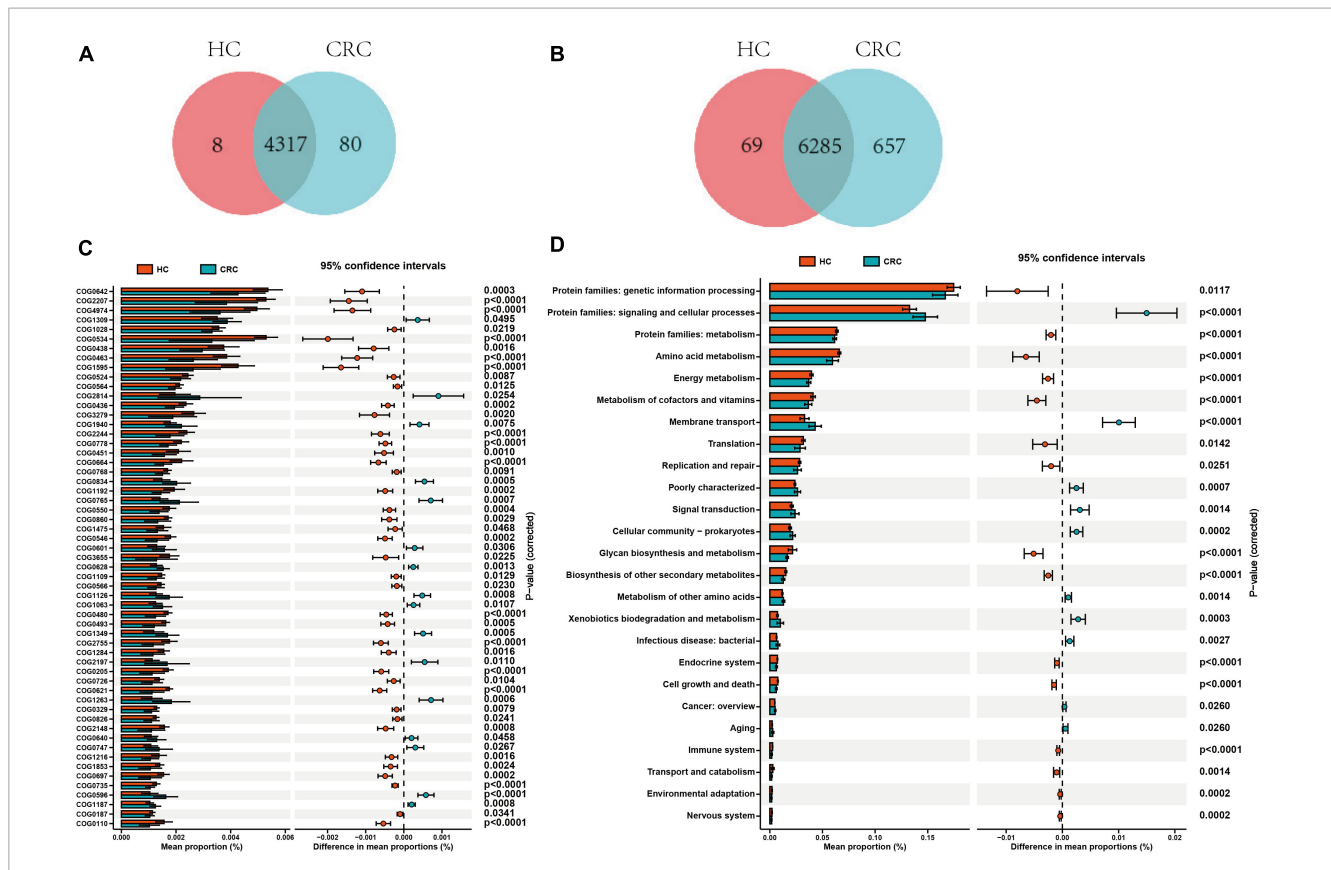 A
HC CRC
8 4317 80
B
HC CRC
69 6285 657
C
HC CRC
95% confidence intervals
COG0642 0.0003
COG2207 p<0.0001
COG4974 p<0.0001
COG1309 0.0495
COG1028 0.0219
COG0534 p<0.0001
COG0438 0.0016
COG0463 p<0.0001
COG1595 p<0.0001
COG0524 0.0087
COG0564 0.0125
COG2814 0.0254
COG0436 0.0002
COG3279 0.0020
COG1940 0.0075
COG2244 p<0.0001
COG0778 p<0.0001
COG0451 0.0010
COG0664 p<0.0001
COG0768 0.0091
COG0834 0.0005
COG1192 0.0002
COG0765 0.0007
COG0550 0.0004
COG0860 0.0029
COG1475 0.0468
COG0546 0.0002
COG0601 0.0306
COG3655 0.0225
COG0628 0.0013
COG1109 0.0129
COG0566 0.0230
COG1126 0.0008
COG1063 0.0107
COG0480 p<0.0001
COG0493 0.0005
COG1349 0.0005
COG2755 p<0.0001
COG1284 0.0016
COG2197 0.0110
COG0205 p<0.0001
COG0726 0.0104
COG0621 p<0.0001
COG1263 0.0006
COG0329 0.0079
COG0826 0.0241
COG2148 0.0008
COG0640 0.0458
COG0747 0.0267
COG1216 0.0016
COG1853 0.0024
COG0697 0.0002
COG0735 p<0.0001
COG0596 p<0.0001
COG1187 0.0008
COG0187 0.0341
COG0110 p<0.0001
P−value (corrected)
0.000 0.002 0.004 0.006 −0.002 −0.001 0.000 0.001
Mean proportion (%) Difference in mean proportions (%)
D
HC CRC
95% confidence intervals
Protein families: genetic information processing 0.0117
Protein families: signaling and cellular processes p<0.0001
Protein families: metabolism p<0.0001
Amino acid metabolism p<0.0001
Energy metabolism p<0.0001
Metabolism of cofactors and vitamins p<0.0001
Membrane transport p<0.0001
Translation 0.0142
Replication and repair 0.0251
Poorly characterized 0.0007
Signal transduction 0.0014
Cellular community − prokaryotes 0.0002
Glycan biosynthesis and metabolism p<0.0001
Biosynthesis of other secondary metabolites p<0.0001
Metabolism of other amino acids 0.0014
Xenobiotics biodegradation and metabolism 0.0003
Infectious disease: bacterial 0.0027
Endocrine system p<0.0001
Cell growth and death p<0.0001
Cancer: overview 0.0260
Aging 0.0260
Immune system p<0.0001
Transport and catabolism 0.0014
Environmental adaptation 0.0002
Nervous system 0.0002
P−value (corrected)
0.00 0.05 0.10 0.15 −0.01 0.00 0.01 0.02
Mean proportion (%) Difference in mean proportions (%)